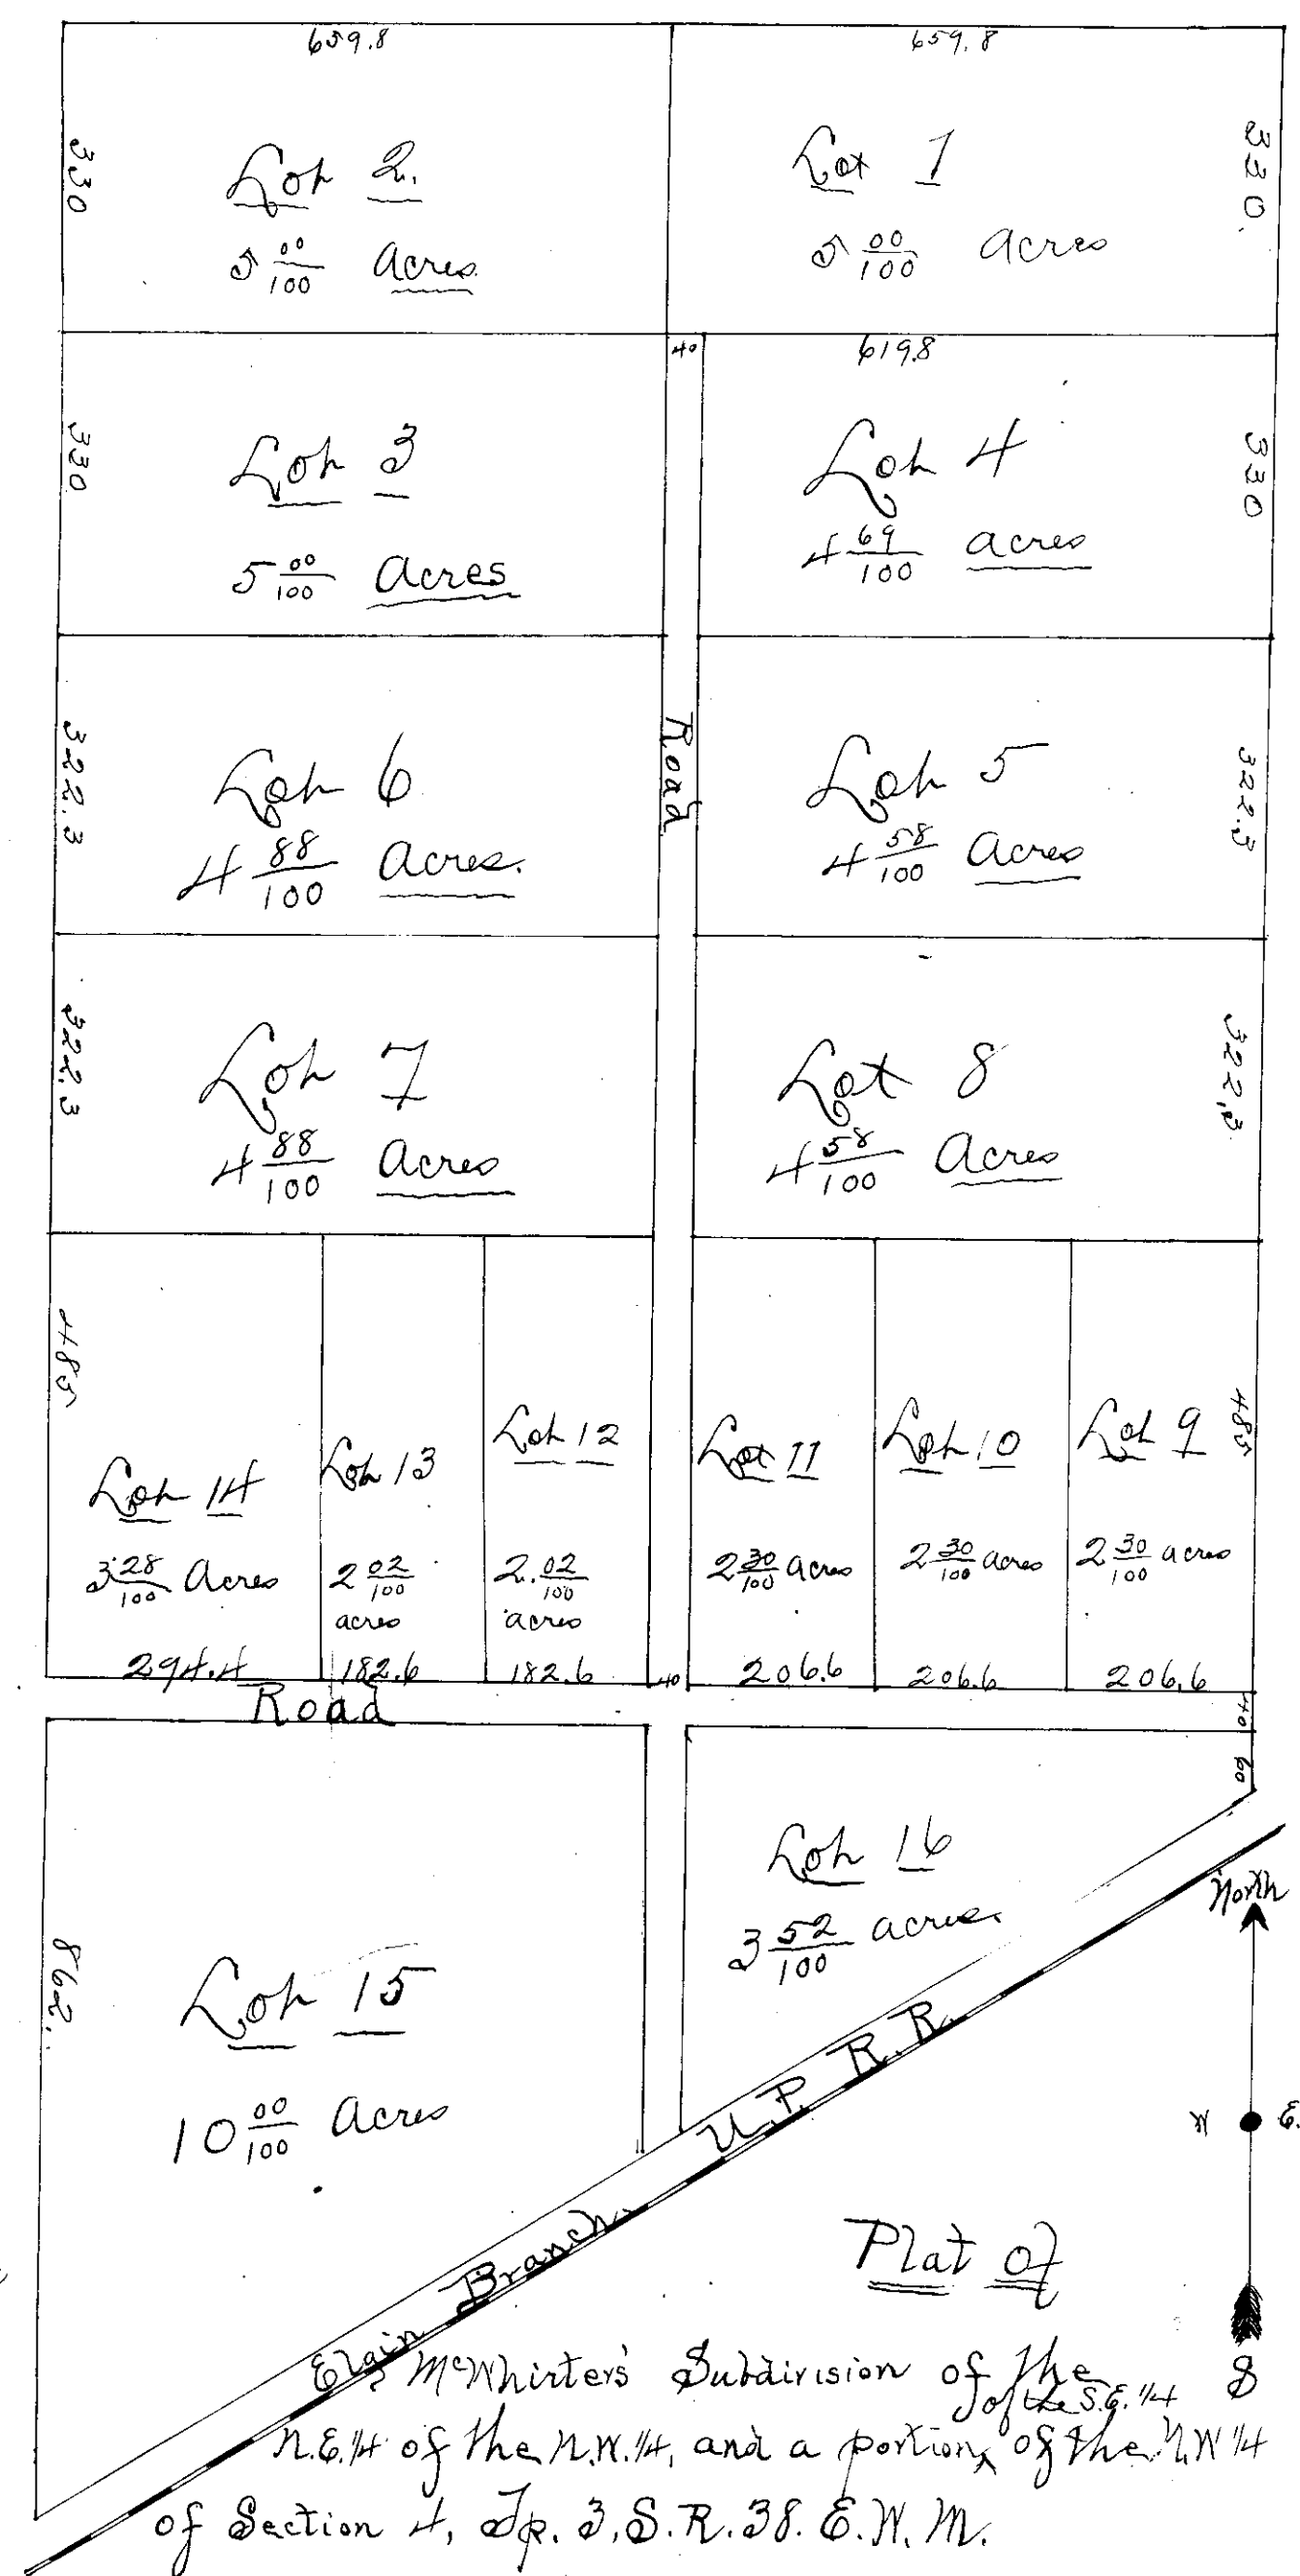 659.8 659.8
330 Lot 2. Lot 1 330.
5 00/100 acres. 5 00/100 acres
40 619.8
330 Lot 3 Lot 4 330
5 00/100 acres 4 69/100 acres
Road
322.3 Lot 6 Lot 5 322.3
4 88/100 acres. 4 58/100 acres
322.3 Lot 7 Lot 8 322.3
4 88/100 acres 4 58/100 acres
485 485
Lot 14 Lot 13 Lot 12 Lot 11 Lot 10 Lot 9
3 28/100 acres 2 02/100 acres 2.02/100 acres 2 30/100 acres 2 30/100 acres 2 30/100 acres
294.4 182.6 182.6 40 206.6 206.6 206.6
Road 40
60
Lot 16
3 52/100 acres.
North
862. Lot 15
10 00/100 acres
W E.
S
Elgin Branch U.P. R.R.
Plat of
McWhirter's Subdivision of the
of the S.E. 1/4
N.E. 1/4 of the N.W. 1/4, and a portion of the N.W 1/4
of Section 4, Tp. 3, S. R. 38. E. W. M.